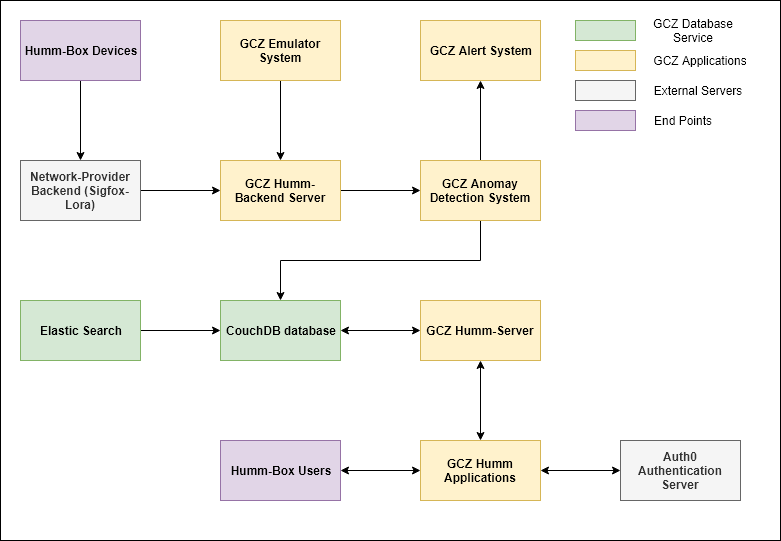 Humm-Box Devices
GCZ Emulator
System
GCZ Alert System
GCZ Database
Service
GCZ Applications
External Servers
End Points
Network-Provider
Backend (Sigfox-
Lora)
GCZ Humm-
Backend Server
GCZ Anomay
Detection System
Elastic Search
CouchDB database
GCZ Humm-Server
Humm-Box Users
GCZ Humm
Applications
Auth0
Authentication
Server